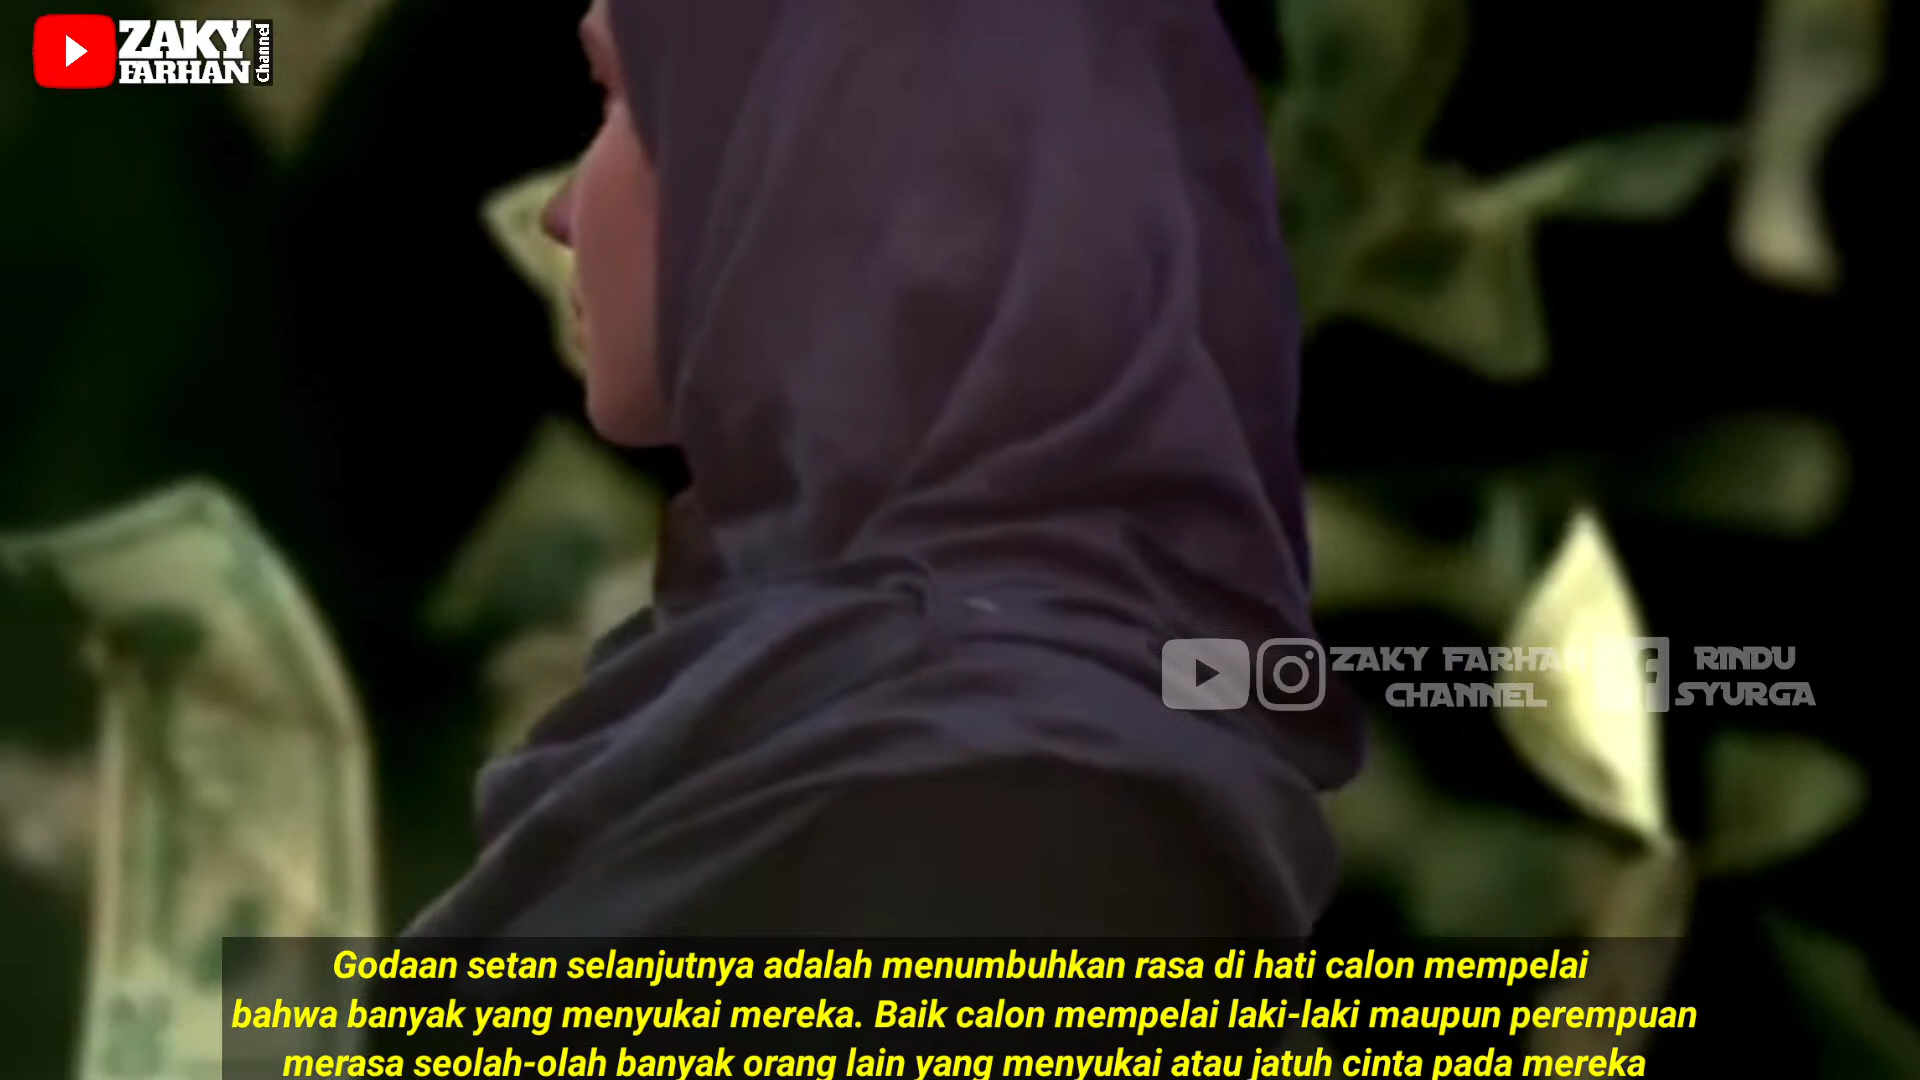 ZAKY
FARHAN
Channel
ZAKY FARHAN
CHANNEL
RINDU
SYURGA
Godaan setan selanjutnya adalah menumbuhkan rasa di hati calon mempelai
bahwa banyak yang menyukai mereka. Baik calon mempelai laki-laki maupun perempuan
merasa seolah-olah banyak orang lain yang menyukai atau jatuh cinta pada mereka